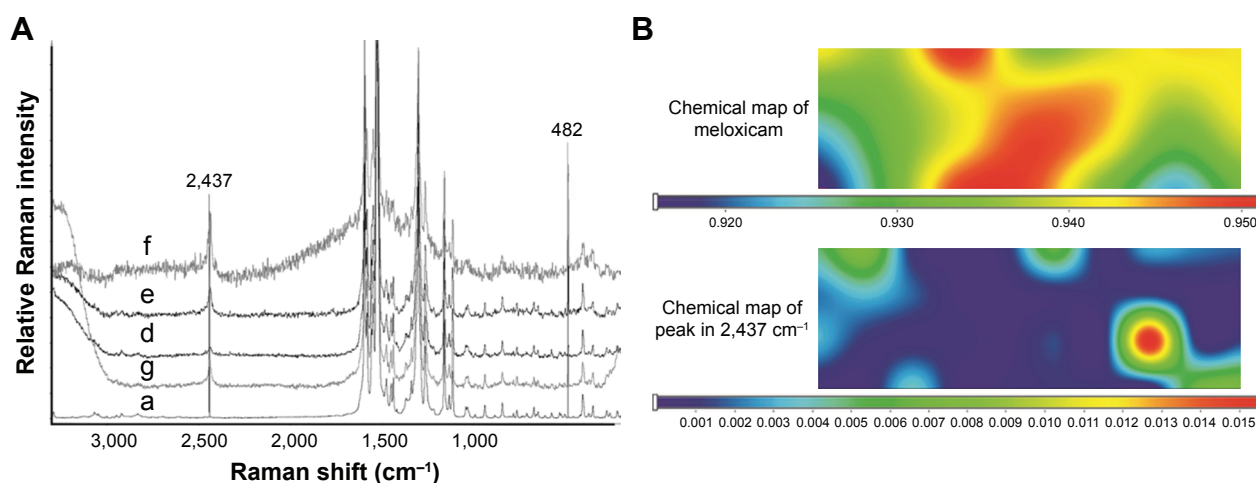 A
Relative Raman intensity
2,437
482
f
e
d
g
a
3,000 2,500 2,000 1,500 1,000
Raman shift (cm⁻¹)
B
Chemical map of
meloxicam
0.920 0.930 0.940 0.950
Chemical map of
peak in 2,437 cm⁻¹
0.001 0.002 0.003 0.004 0.005 0.006 0.007 0.008 0.009 0.010 0.011 0.012 0.013 0.014 0.015